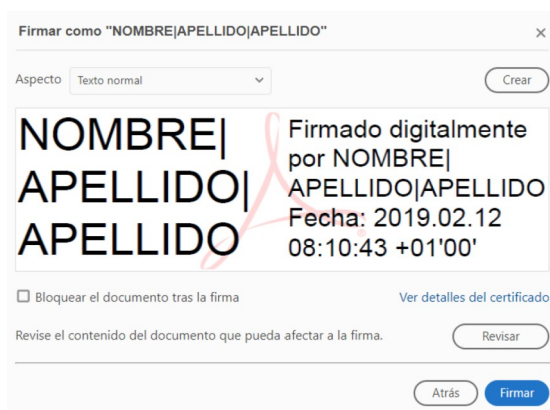 Firmar como "NOMBRE|APELLIDO|APELLIDO"
Aspecto Texto normal Crear
NOMBRE|
APELLIDO|
APELLIDO
Firmado digitalmente
por NOMBRE|
APELLIDO|APELLIDO
Fecha: 2019.02.12
08:10:43 +01'00'
Bloquear el documento tras la firma Ver detalles del certificado
Revise el contenido del documento que pueda afectar a la firma. Revisar
Atrás Firmar